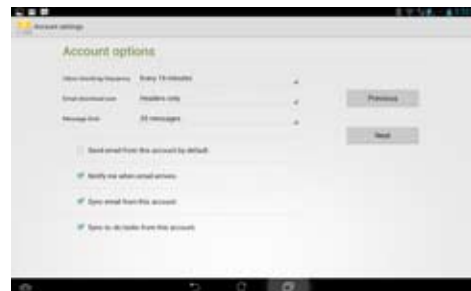 Account settings
Account options
Inbox checking frequency Every 15 minutes
Email download size Headers only
Message limit 25 messages
Previous
Next
Send email from this account by default.
Notify me when email arrives.
Sync email from this account.
Sync to-do tasks from this account.